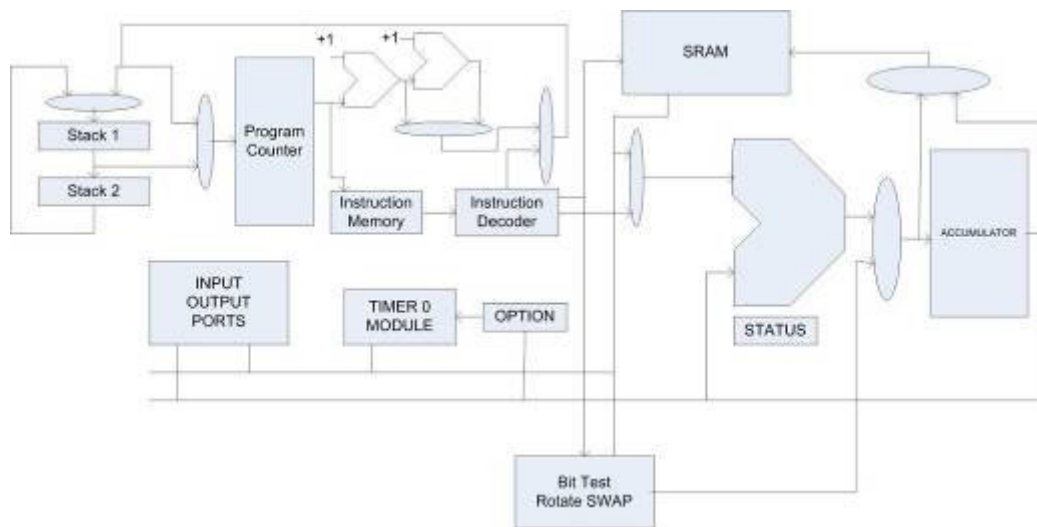 +1
+1
SRAM
Stack 1
Program
Counter
Stack 2
Instruction
Memory
Instruction
Decoder
ACCUMULATOR
INPUT
OUTPUT
PORTS
TIMER 0
MODULE
OPTION
STATUS
Bit Test
Rotate SWAP